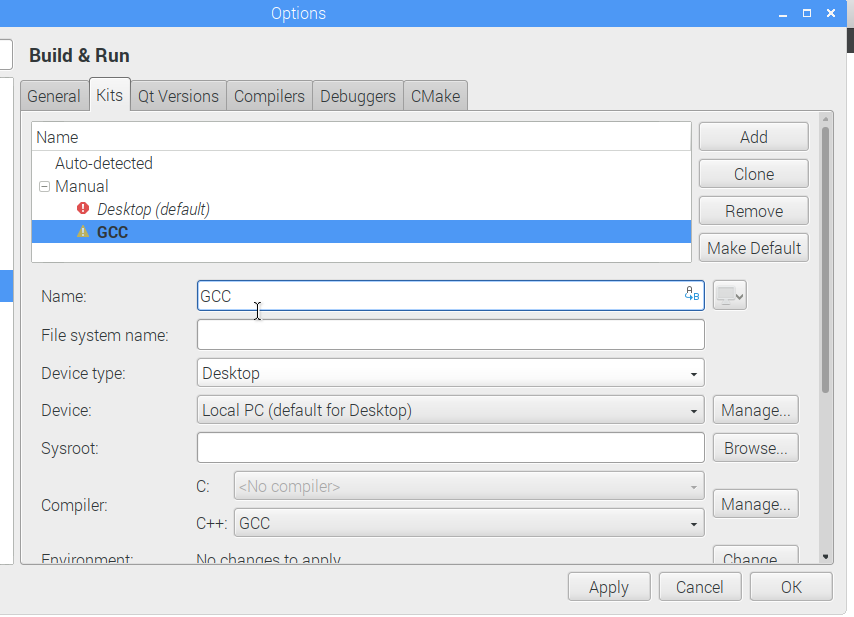 Options
Build & Run
General Kits Qt Versions Compilers Debuggers CMake
Name
Add
Auto-detected
Clone
Manual
Desktop (default)
Remove
GCC
Make Default
Name: GCC
File system name:
Device type: Desktop
Device: Local PC (default for Desktop) Manage...
Sysroot: Browse...
Compiler: C: <No compiler> Manage...
C++: GCC
Environment: No changes to apply. Change...
Apply Cancel OK